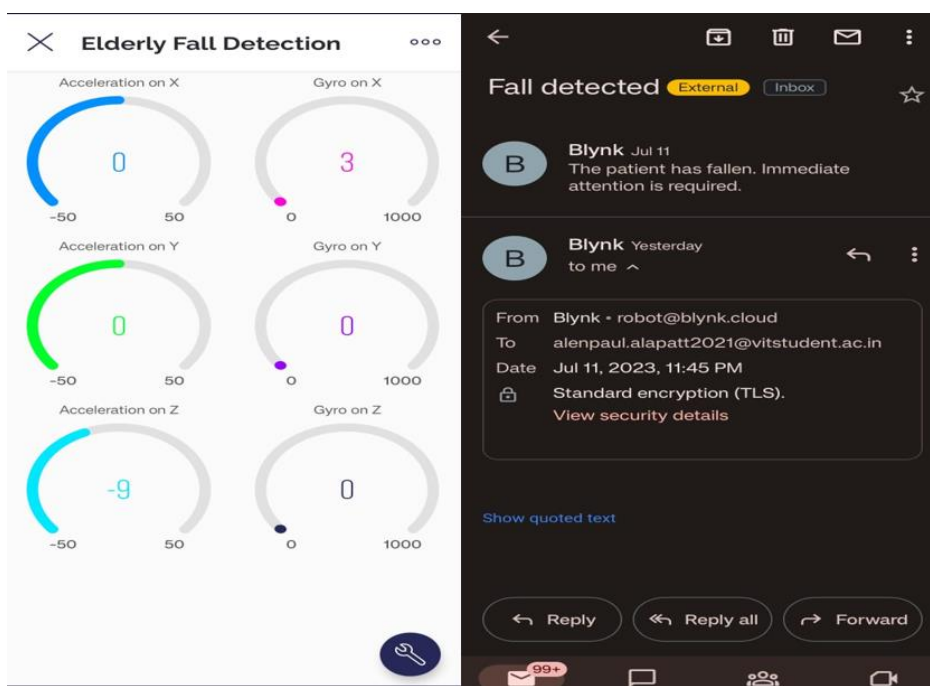 Elderly Fall Detection
Acceleration on X
Gyro on X
0
3
-50
50
0
1000
Acceleration on Y
Gyro on Y
0
0
-50
50
0
1000
Acceleration on Z
Gyro on Z
-9
0
-50
50
0
1000
Fall detected External Inbox
B
Blynk Jul 11
The patient has fallen. Immediate
attention is required.
B
Blynk Yesterday
to me
From Blynk • robot@blynk.cloud
To alenpaul.alapatt2021@vitstudent.ac.in
Date Jul 11, 2023, 11:45 PM
Standard encryption (TLS).
View security details
Show quoted text
Reply
Reply all
Forward
99+